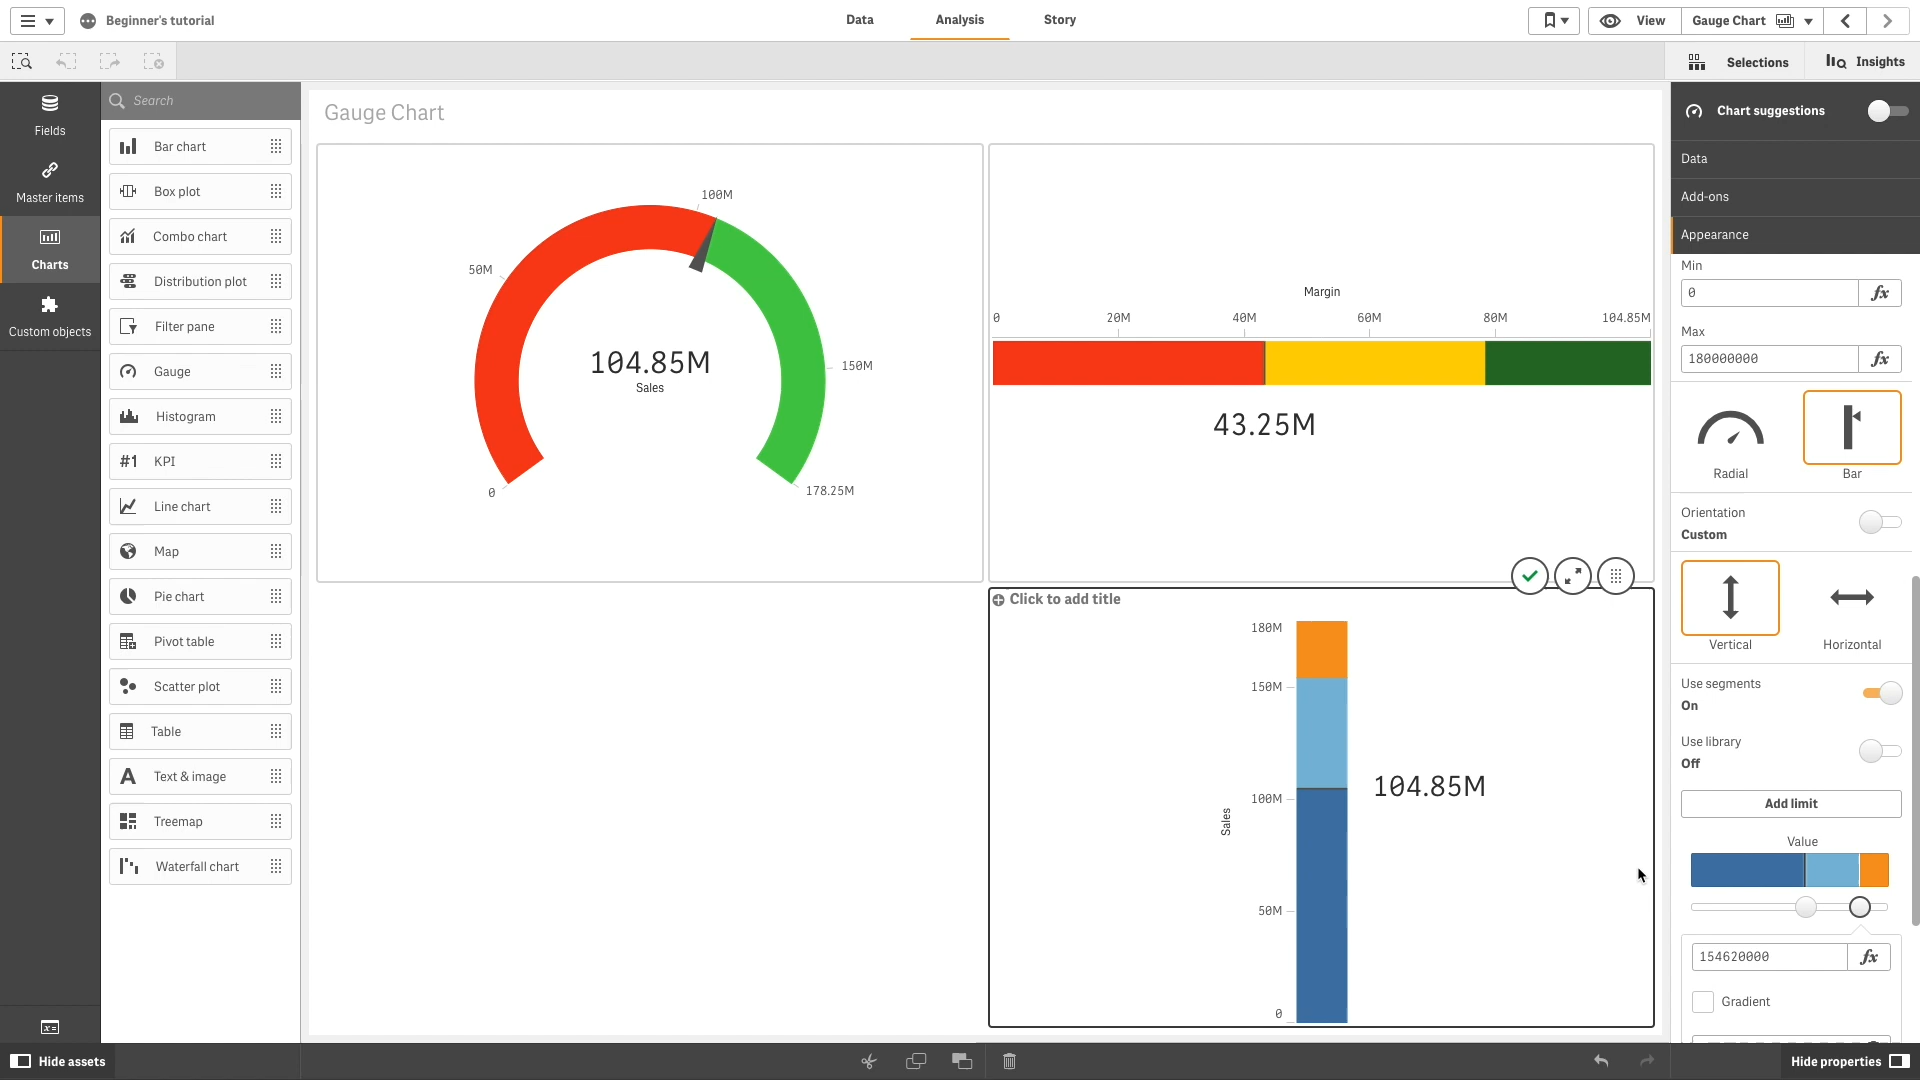 Beginner's tutorial
Data
Analysis
Story
View
Gauge Chart
Selections
Insights
Fields
Master items
Charts
Custom objects
Search
Bar chart
Box plot
Combo chart
Distribution plot
Filter pane
Gauge
Histogram
#1 KPI
Line chart
Map
Pie chart
Pivot table
Scatter plot
Table
A Text & image
Treemap
Waterfall chart
Gauge Chart
0
50M
100M
150M
178.25M
104.85M
Sales
Margin
0 20M 40M 60M 80M 104.85M
43.25M
Click to add title
180M
150M
100M
50M
0
Sales
104.85M
Chart suggestions
Data
Add-ons
Appearance
Min
0 fx
Max
180000000 fx
Radial
Bar
Orientation
Custom
Vertical
Horizontal
Use segments
On
Use library
Off
Add limit
Value
154620000 fx
Gradient
x=
Hide assets
Hide properties